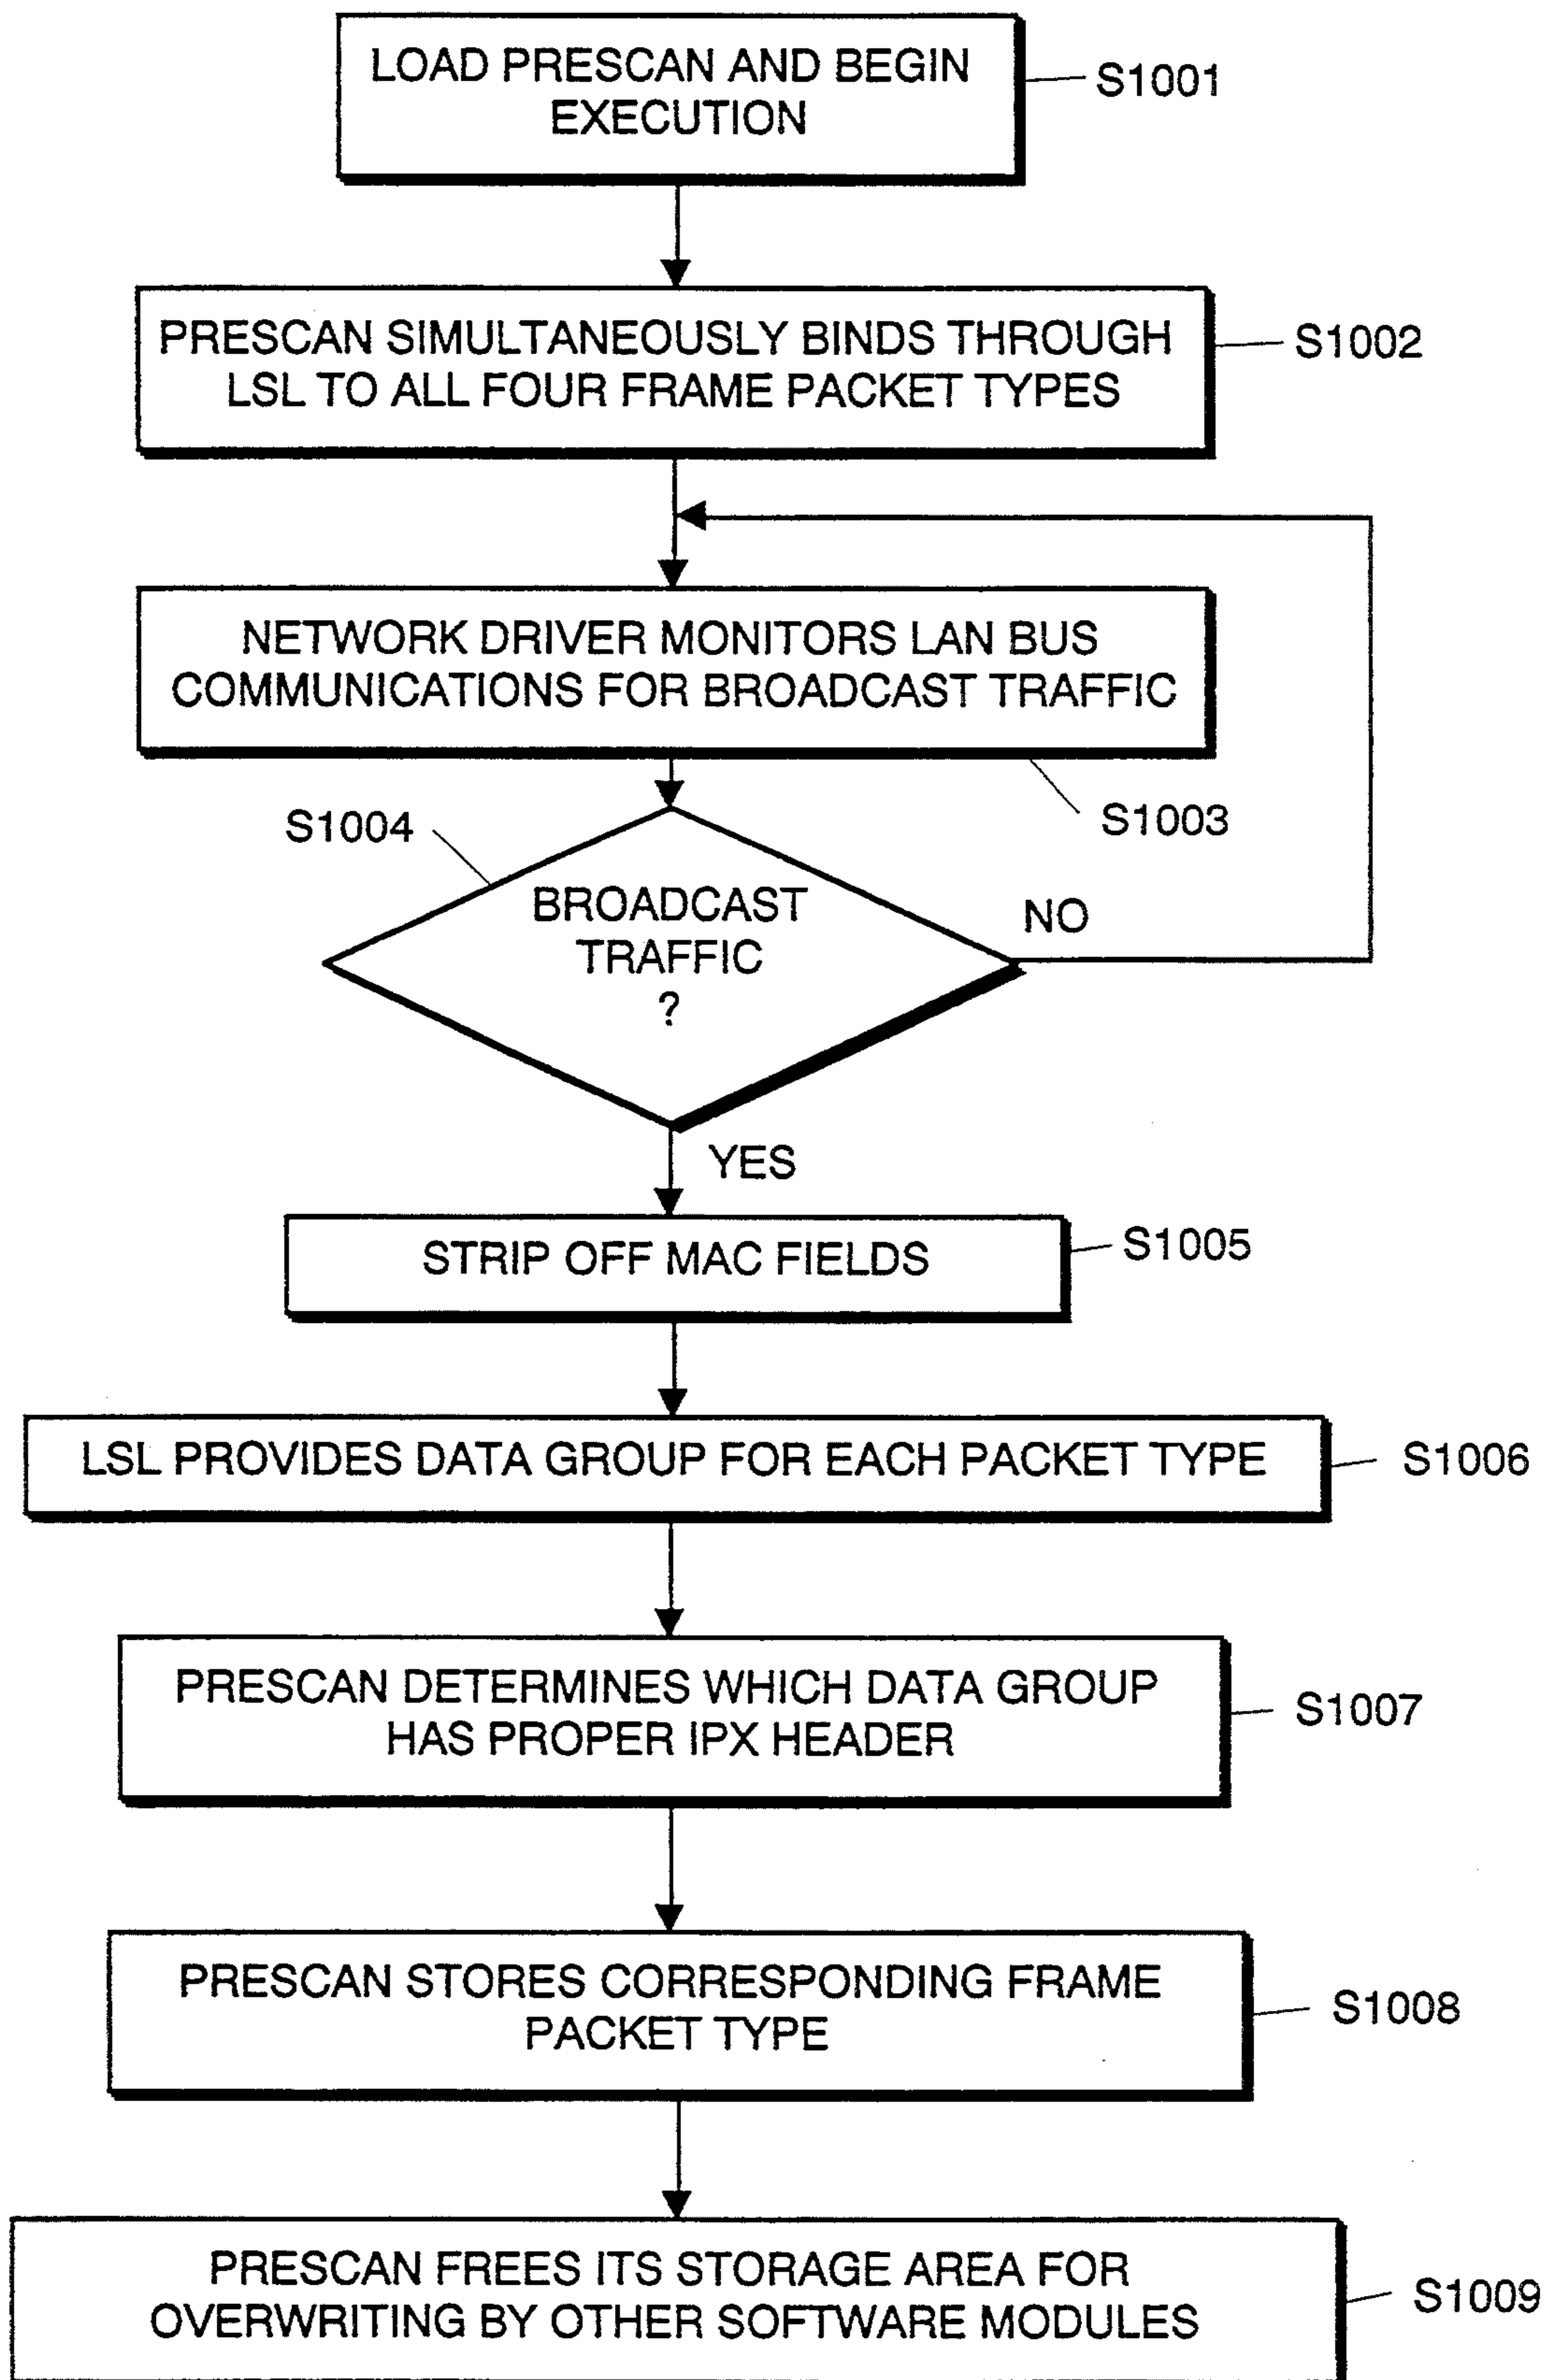 LOAD PRESCAN AND BEGIN
EXECUTION
S1001
PRESCAN SIMULTANEOUSLY BINDS THROUGH
LSL TO ALL FOUR FRAME PACKET TYPES
S1002
NETWORK DRIVER MONITORS LAN BUS
COMMUNICATIONS FOR BROADCAST TRAFFIC
S1003
S1004
BROADCAST
TRAFFIC
?
NO
YES
STRIP OFF MAC FIELDS
S1005
LSL PROVIDES DATA GROUP FOR EACH PACKET TYPE
S1006
PRESCAN DETERMINES WHICH DATA GROUP
HAS PROPER IPX HEADER
S1007
PRESCAN STORES CORRESPONDING FRAME
PACKET TYPE
S1008
PRESCAN FREES ITS STORAGE AREA FOR
OVERWRITING BY OTHER SOFTWARE MODULES
S1009